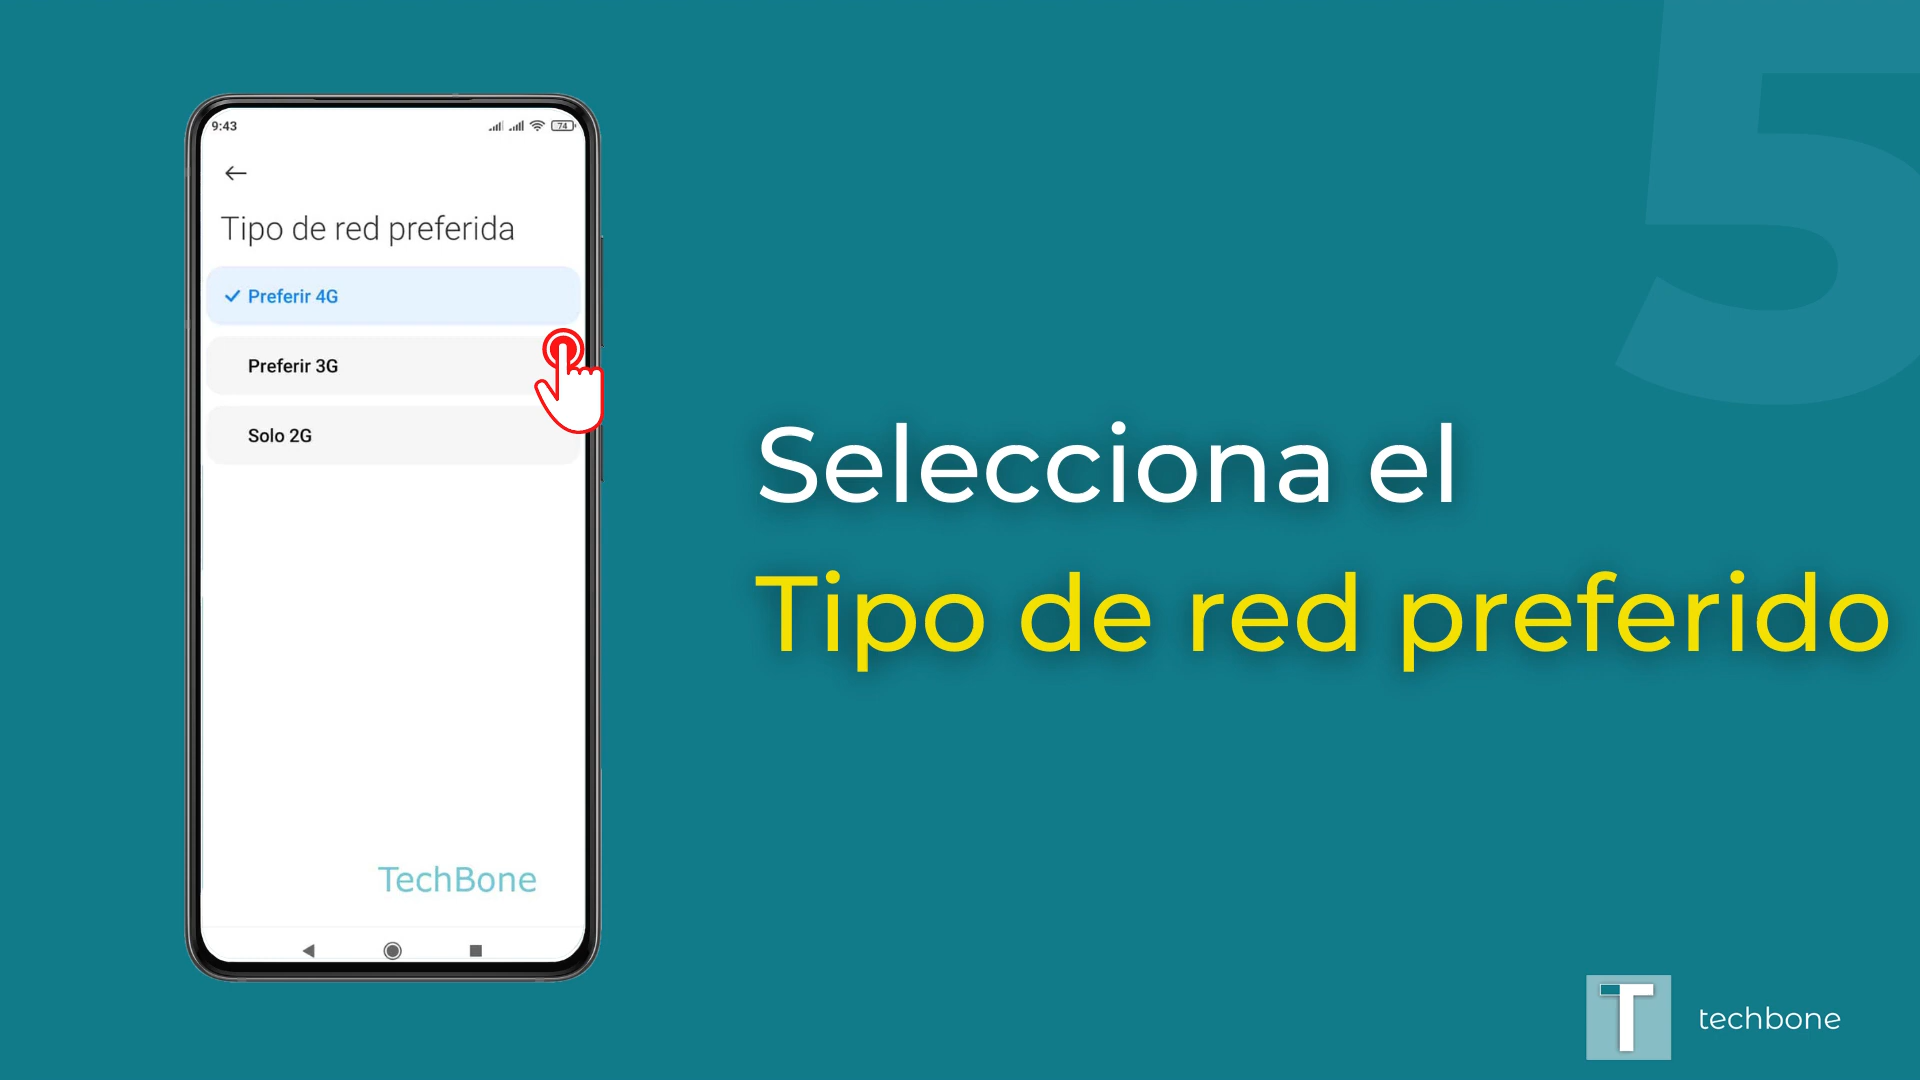 5
9:43
74
Tipo de red preferida
Preferir 4G
Preferir 3G
Solo 2G
TechBone
Selecciona el
Tipo de red preferido
T
techbone